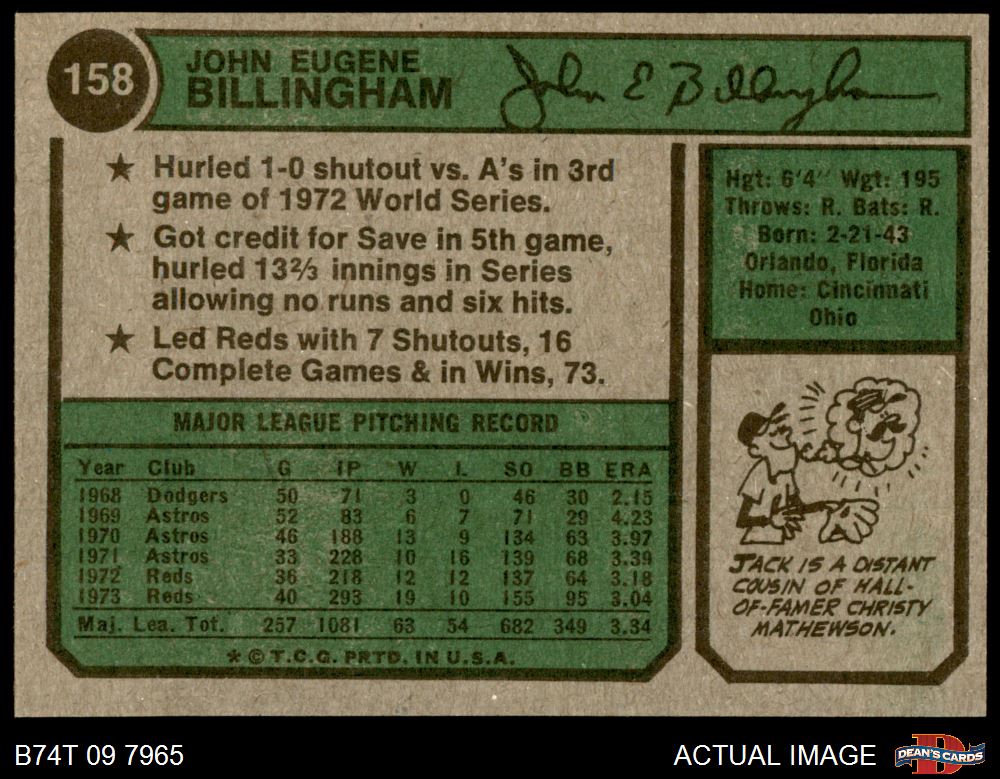 158
JOHN EUGENE
BILLINGHAM
John E Billingham
★ Hurled 1-0 shutout vs. A's in 3rd
game of 1972 World Series.
★ Got credit for Save in 5th game,
hurled 13⅔ innings in Series
allowing no runs and six hits.
★ Led Reds with 7 Shutouts, 16
Complete Games & in Wins, 73.
Hgt: 6'4" Wgt: 195
Throws: R. Bats: R.
Born: 2-21-43
Orlando, Florida
Home: Cincinnati
Ohio
MAJOR LEAGUE PITCHING RECORD
Year Club G IP W L SO BB ERA
1968 Dodgers 50 71 3 0 46 30 2.15
1969 Astros 52 83 6 7 71 29 4.23
1970 Astros 46 188 13 9 134 63 3.97
1971 Astros 33 228 10 16 139 68 3.39
1972 Reds 36 218 12 12 137 64 3.18
1973 Reds 40 293 19 10 155 95 3.04
Maj. Lea. Tot. 257 1081 63 54 682 349 3.34
* © T.C.G. PRTD. IN U.S.A.
JACK IS A DISTANT
COUSIN OF HALL-
OF-FAMER CHRISTY
MATHEWSON.
B74T 09 7965
ACTUAL IMAGE
DEAN'S CARDS